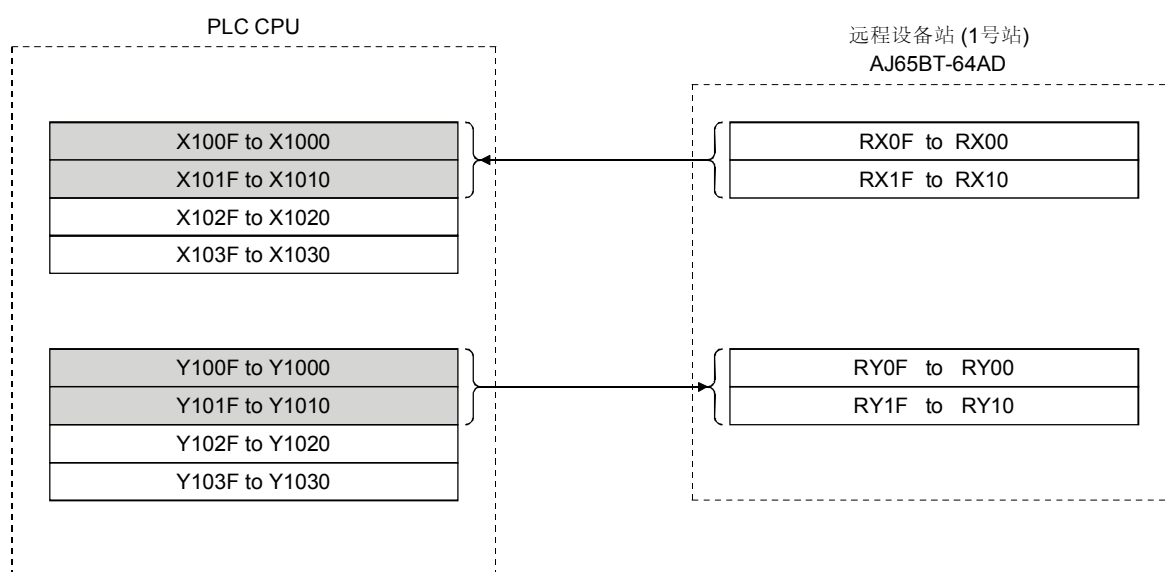 PLC CPU
远程设备站 (1号站)
AJ65BT-64AD
X100F to X1000
X101F to X1010
X102F to X1020
X103F to X1030
RX0F to RX00
RX1F to RX10
Y100F to Y1000
Y101F to Y1010
Y102F to Y1020
Y103F to Y1030
RY0F to RY00
RY1F to RY10